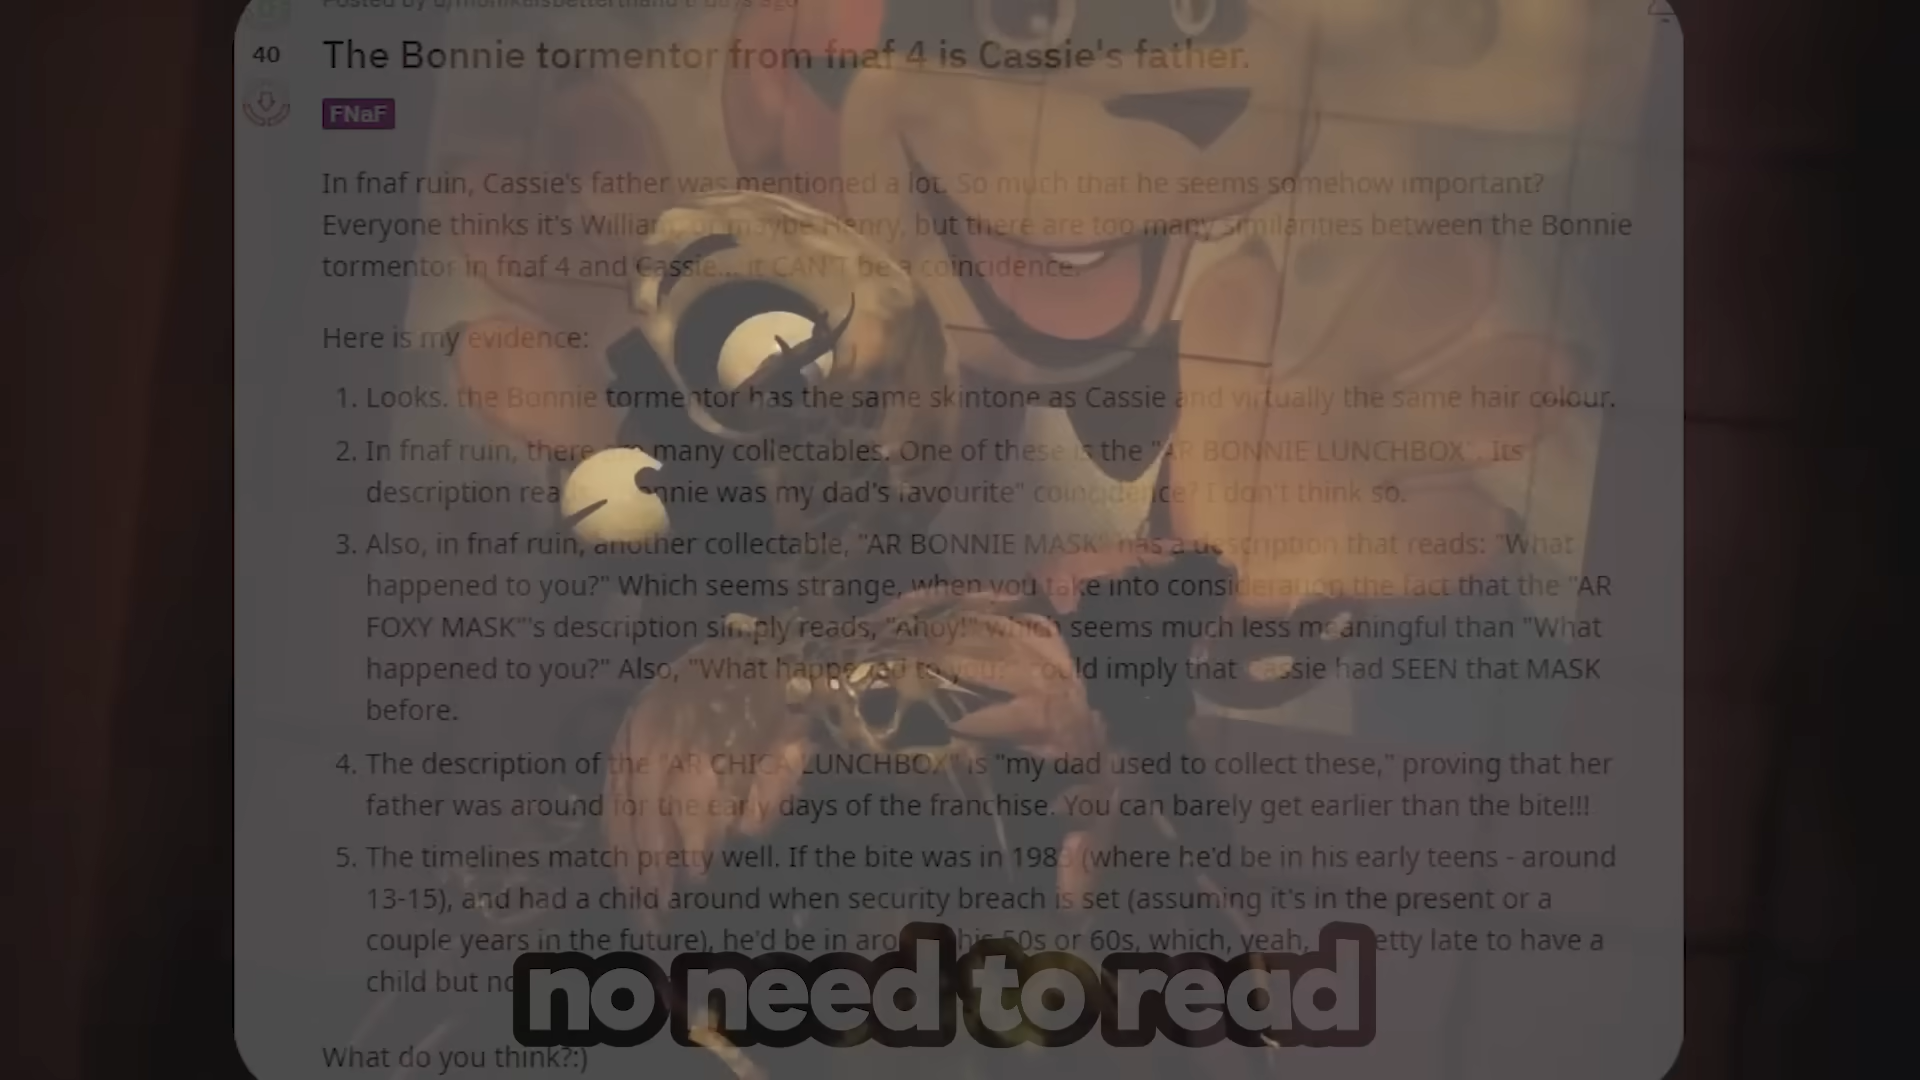 40
The Bonnie tormentor from fnaf 4 is Cassie's father.
FNaF
In fnaf ruin, Cassie's father was mentioned a lot. So much that he seems somehow important?
Everyone thinks it's William, or maybe Henry, but there are too many similarities between the Bonnie
tormentor in fnaf 4 and Cassie... it CAN'T be a coincidence.
Here is my evidence:
1. Looks. the Bonnie tormentor has the same skintone as Cassie and virtually the same hair colour.
2. In fnaf ruin, there are many collectables. One of these is the "AR BONNIE LUNCHBOX". Its
description was my dad's favourite" coincidence? I don't think so.
3. Also, in fnaf ruin, another collectable, "AR BONNIE MASK" has a description that reads: "What
happened to you?" Which seems strange, when you take into consideration the fact that the "AR
FOXY MASK"'s description simply reads, "Ahoy!" which seems much less meaningful than "What
happened to you?" Also, "What happened to you?" could imply that Cassie had SEEN that MASK
before.
4. The description of the "AR CHICA LUNCHBOX" is "my dad used to collect these," proving that her
father was around for the early days of the franchise. You can barely get earlier than the bite!!!
5. The timelines match pretty well. If the bite was in 1983 (where he'd be in his early teens - around
13-15), and had a child around when security breach is set (assuming it's in the present or a
couple years in the future), he'd be in around his 50s or 60s, which, yeah, pretty late to have a
child but
no need to read
What do you think?:)